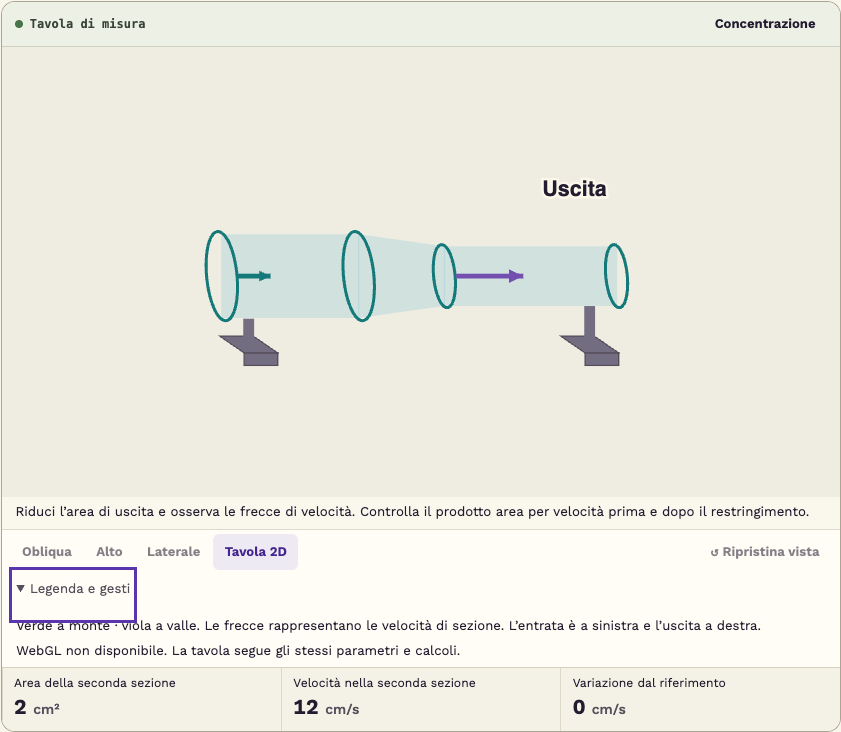 Tavola di misura
Concentrazione
Uscita
Riduci l’area di uscita e osserva le frecce di velocità. Controlla il prodotto area per velocità prima e dopo il restringimento.
Obliqua Alto Laterale Tavola 2D ↺ Ripristina vista
▼ Legenda e gesti
Verde a monte · viola a valle. Le frecce rappresentano le velocità di sezione. L’entrata è a sinistra e l’uscita a destra.
WebGL non disponibile. La tavola segue gli stessi parametri e calcoli.
Area della seconda sezione
2 cm²
Velocità nella seconda sezione
12 cm/s
Variazione dal riferimento
0 cm/s